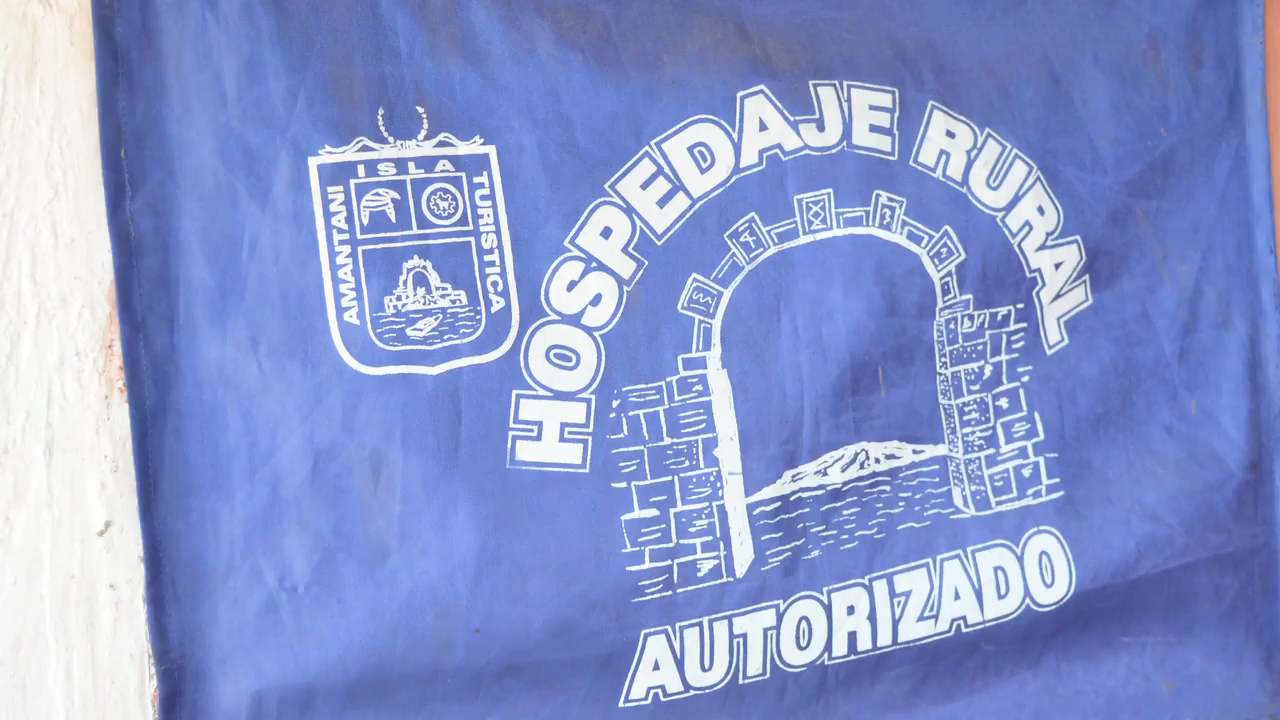 ISLA
AMANTANI
TURISTICA
HOSPEDAJE RURAL
AUTORIZADO